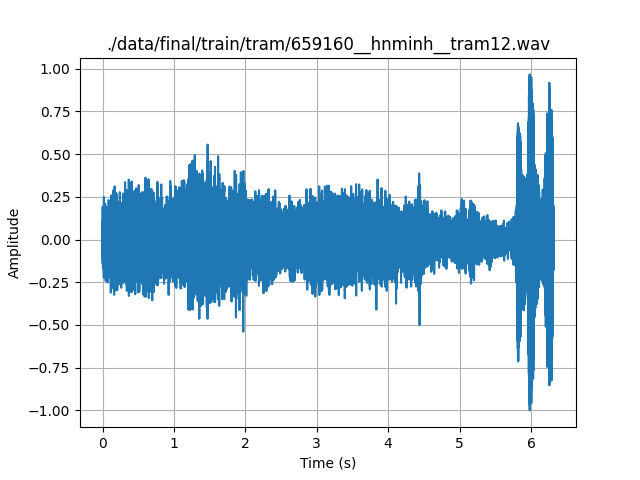 ./data/final/train/tram/659160__hnminh__tram12.wav
1.00
0.75
0.50
0.25
0.00
−0.25
−0.50
−0.75
−1.00
Amplitude
0 1 2 3 4 5 6
Time (s)